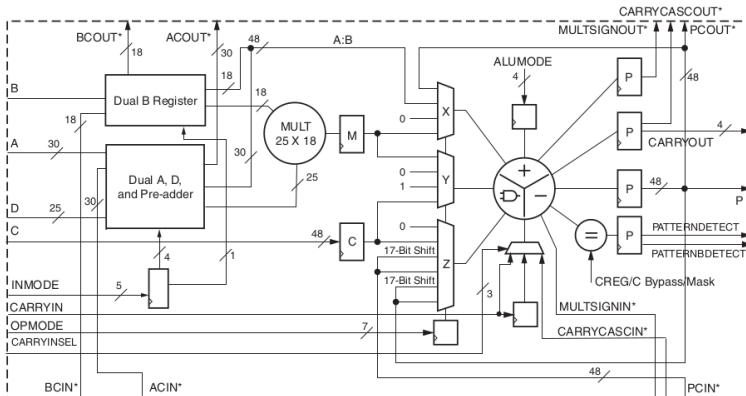 CARRYCASCOUT*
MULTSIGNOUT*
PCOUT*
BCOUT*
ACOUT*
18
30
48
A:B
ALUMODE
4
48
B
18
18
18
Dual B Register
0
X
P
MULT
25 X 18
M
P
4
CARRYOUT
A
30
30
Dual A, D,
and Pre-adder
0
1
Y
25
P
48
P
30
D
25
C
48
C
0
17-Bit Shift
17-Bit Shift
Z
=
P
PATTERNDETECT
PATTERNBDETECT
CREG/C Bypass/Mask
4
1
INMODE
5
3
CARRYIN
MULTSIGNIN*
OPMODE
7
CARRYCASCIN*
CARRYINSEL
48
BCIN*
ACIN*
PCIN*